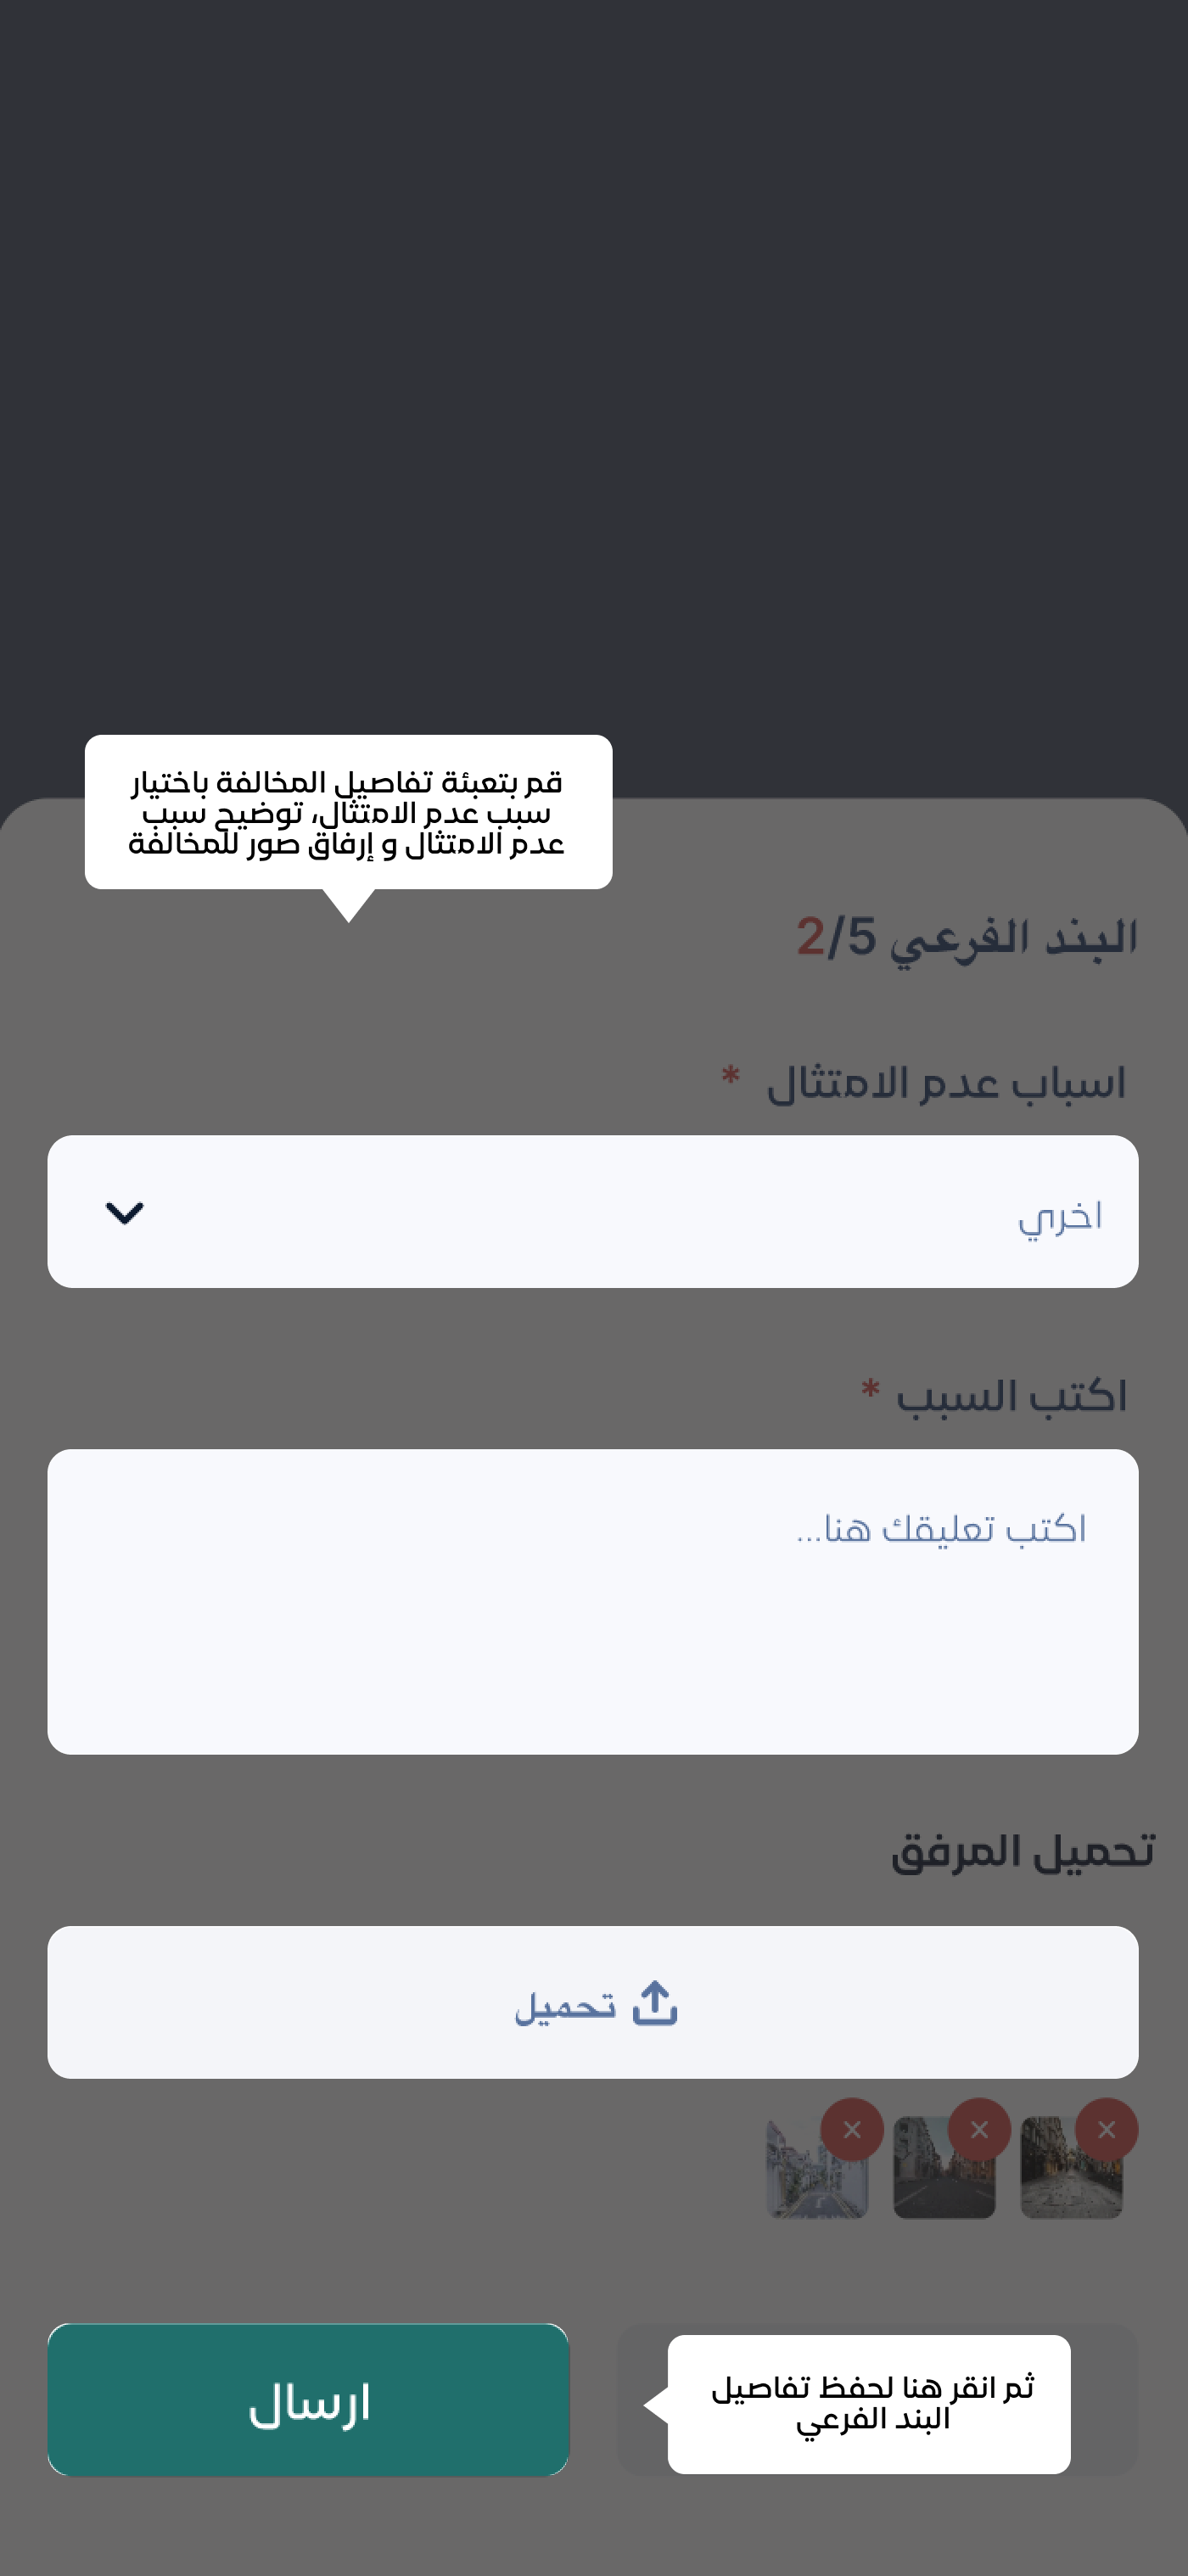 قم بتعبئة تفاصيل المخالفة باختيار
سبب عدم الامتثال، توضيح سبب
عدم الامتثال و إرفاق صور للمخالفة
البند الفرعي 2/5
اسباب عدم الامتثال *
اخري
اكتب السبب *
اكتب تعليقك هنا...
تحميل المرفق
تحميل
ثم انقر هنا لحفظ تفاصيل
البند الفرعي
ارسال